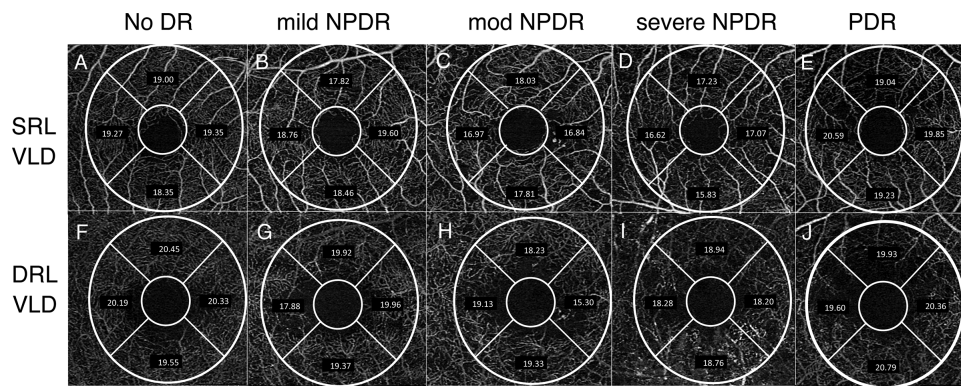 No DR mild NPDR mod NPDR severe NPDR PDR
SRL
VLD
A B C D E
19.00 17.82 18.03 17.23 19.04
19.27 19.35 18.76 19.60 16.97 16.84 16.62 17.07 20.59 19.85
18.35 18.46 17.81 15.83 19.23
DRL
VLD
F G H I J
20.45 19.92 18.23 18.94 19.93
20.19 20.33 17.88 19.96 19.13 15.30 18.28 18.20 19.60 20.36
19.55 19.37 19.33 18.76 20.79